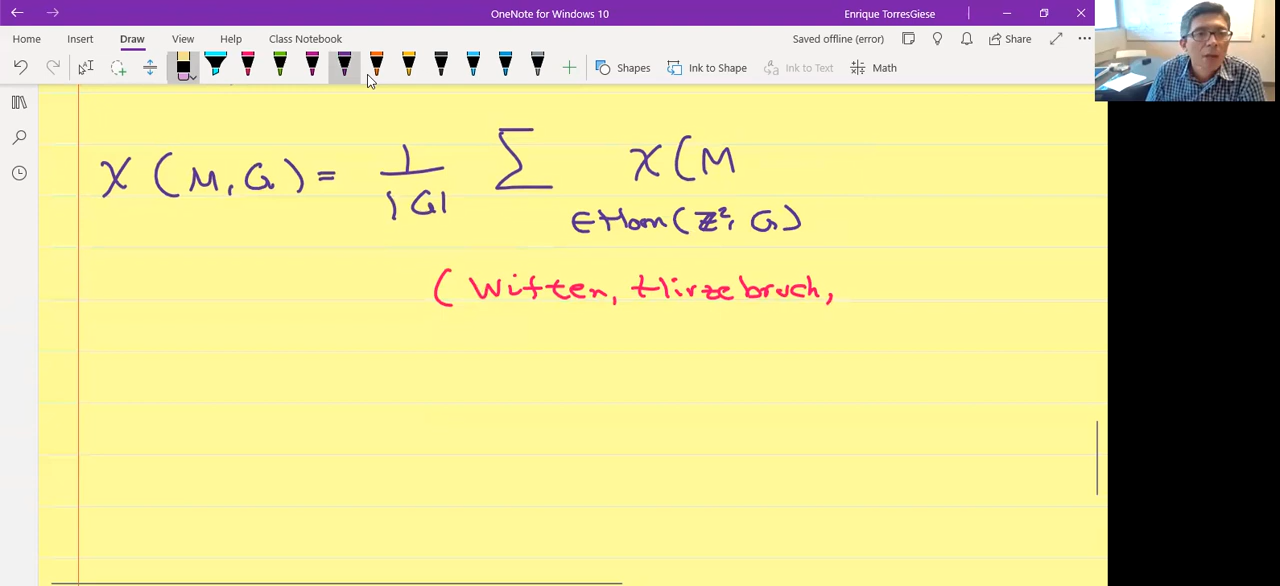 OneNote for Windows 10
Enrique TorresGiese
Home Insert Draw View Help Class Notebook
Saved offline (error) Share
Shapes Ink to Shape Ink to Text Math
χ (M, G) = 1/|G| Σ χ(M
∈ Hom(ℤ², G)
(Witten, Hirzebruch,